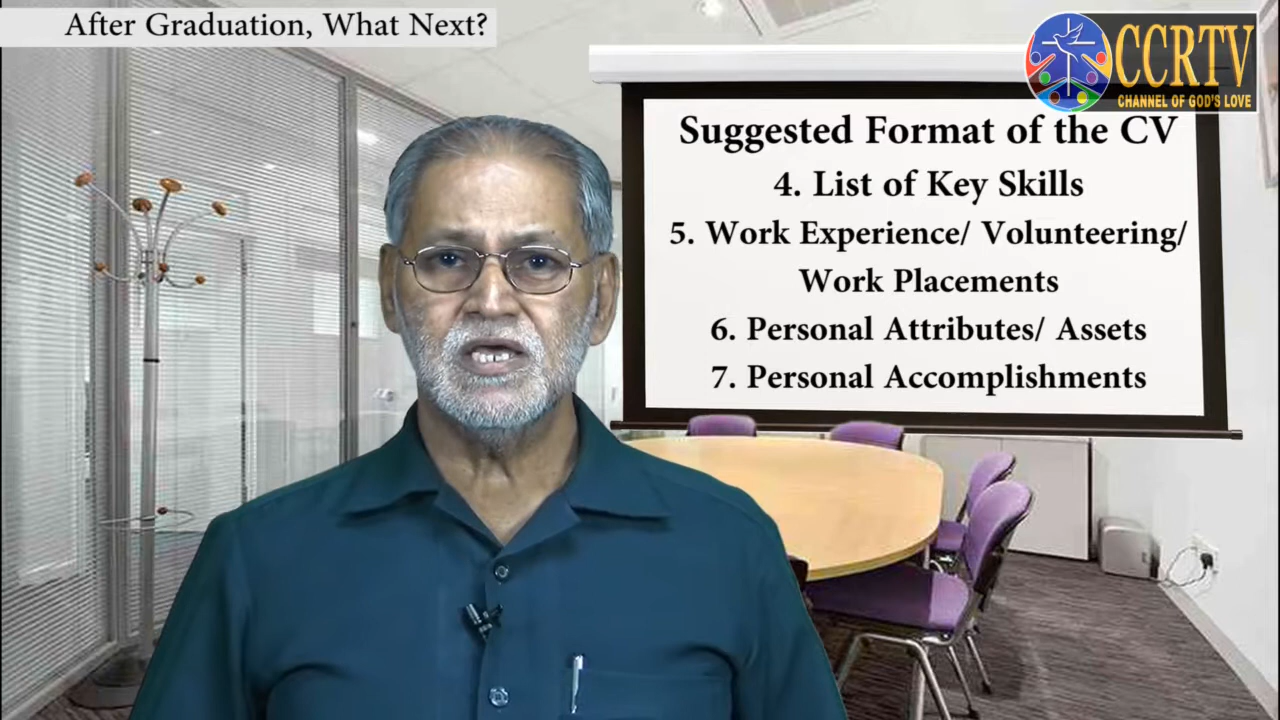 After Graduation, What Next?
CCRTV
CHANNEL OF GOD'S LOVE
Suggested Format of the CV
4. List of Key Skills
5. Work Experience/ Volunteering/
Work Placements
6. Personal Attributes/ Assets
7. Personal Accomplishments